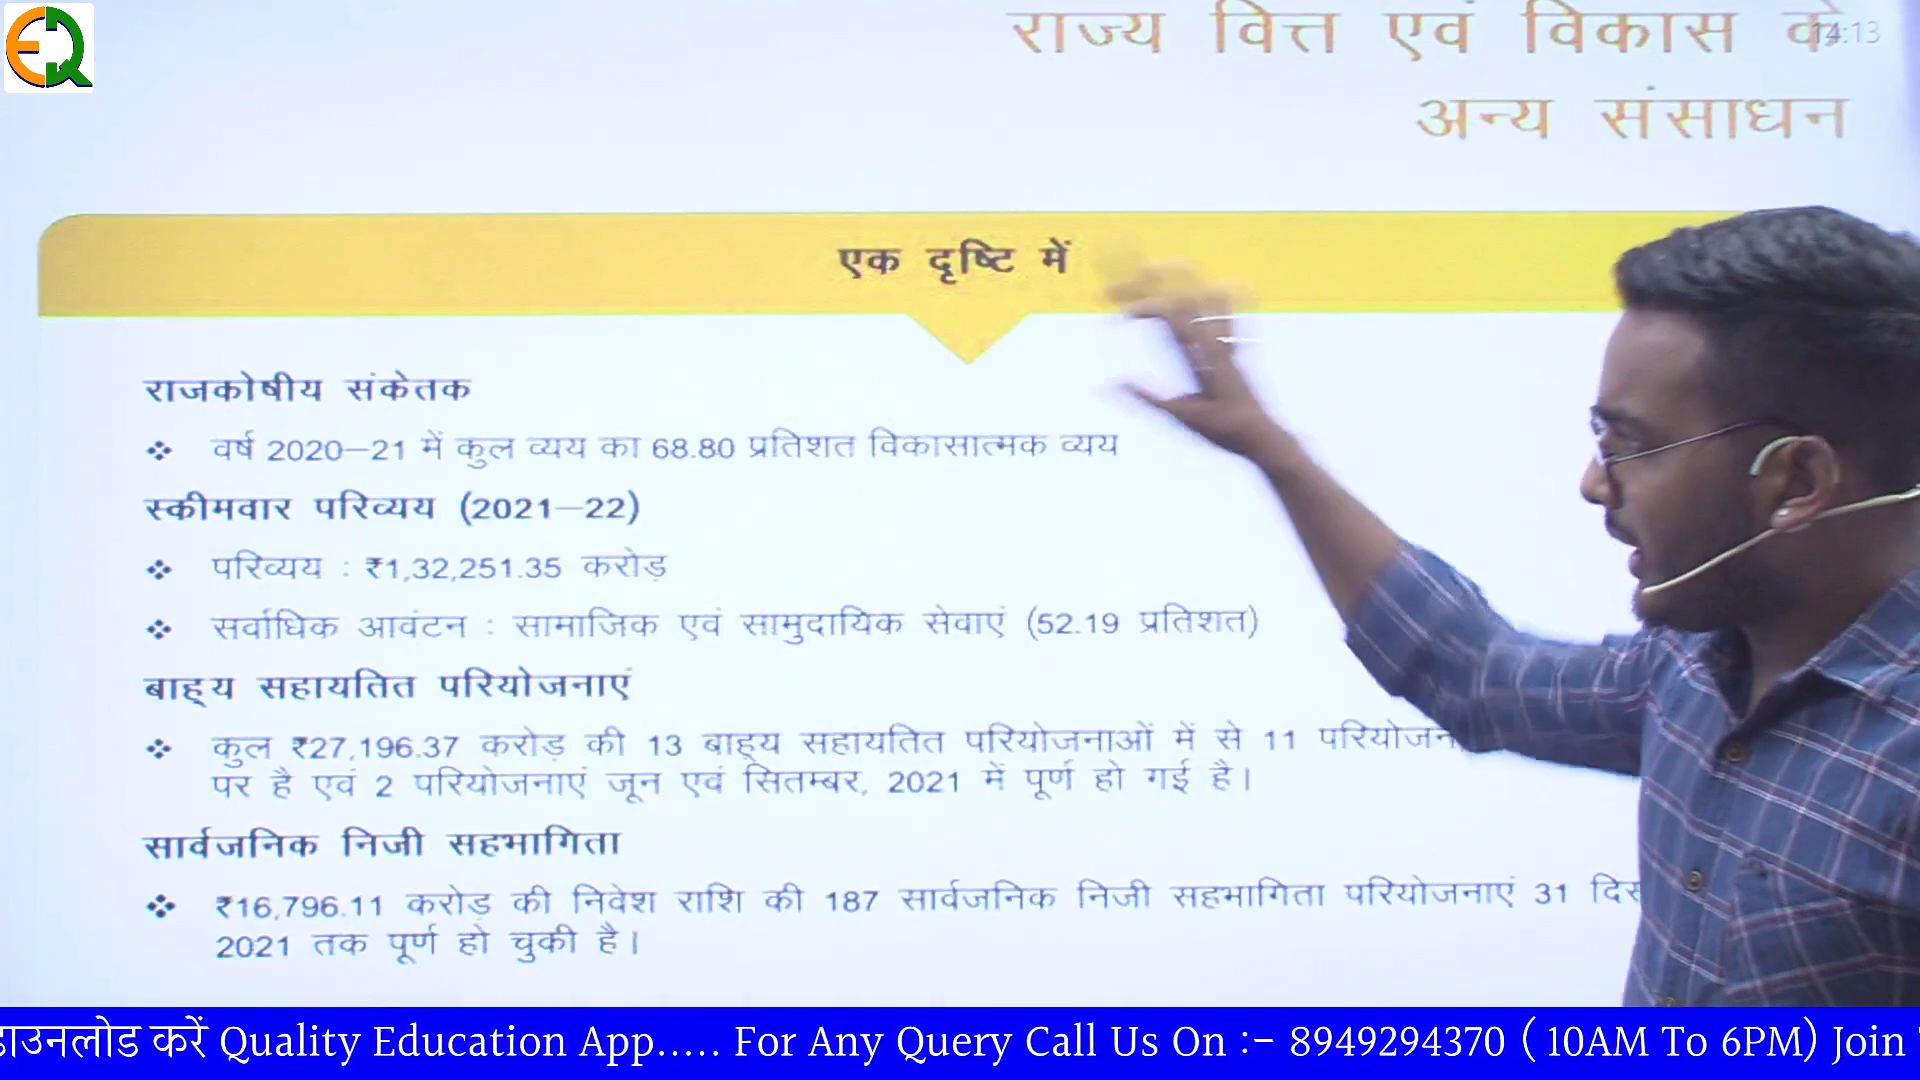 EQ
राज्य वित्त एवं विकास के
14:13
अन्य संसाधन
एक दृष्टि में
राजकोषीय संकेतक
❖ वर्ष 2020–21 में कुल व्यय का 68.80 प्रतिशत विकासात्मक व्यय
स्कीमवार परिव्यय (2021–22)
❖ परिव्यय : ₹1,32,251.35 करोड़
❖ सर्वाधिक आवंटन : सामाजिक एवं सामुदायिक सेवाएं (52.19 प्रतिशत)
बाह्य सहायतित परियोजनाएं
❖ कुल ₹27,196.37 करोड़ की 13 बाह्य सहायतित परियोजनाओं में से 11
पर है एवं 2 परियोजनाएं जून एवं सितम्बर, 2021 में पूर्ण हो गई है।
सार्वजनिक निजी सहभागिता
❖ ₹16,796.11 करोड़ की निवेश राशि की 187 सार्वजनिक निजी सहभागिता परियोजनाएं 31
2021 तक पूर्ण हो चुकी है।
करें Quality Education App..... For Any Query Call Us On :- 8949294370 ( 10AM To 6PM) Join